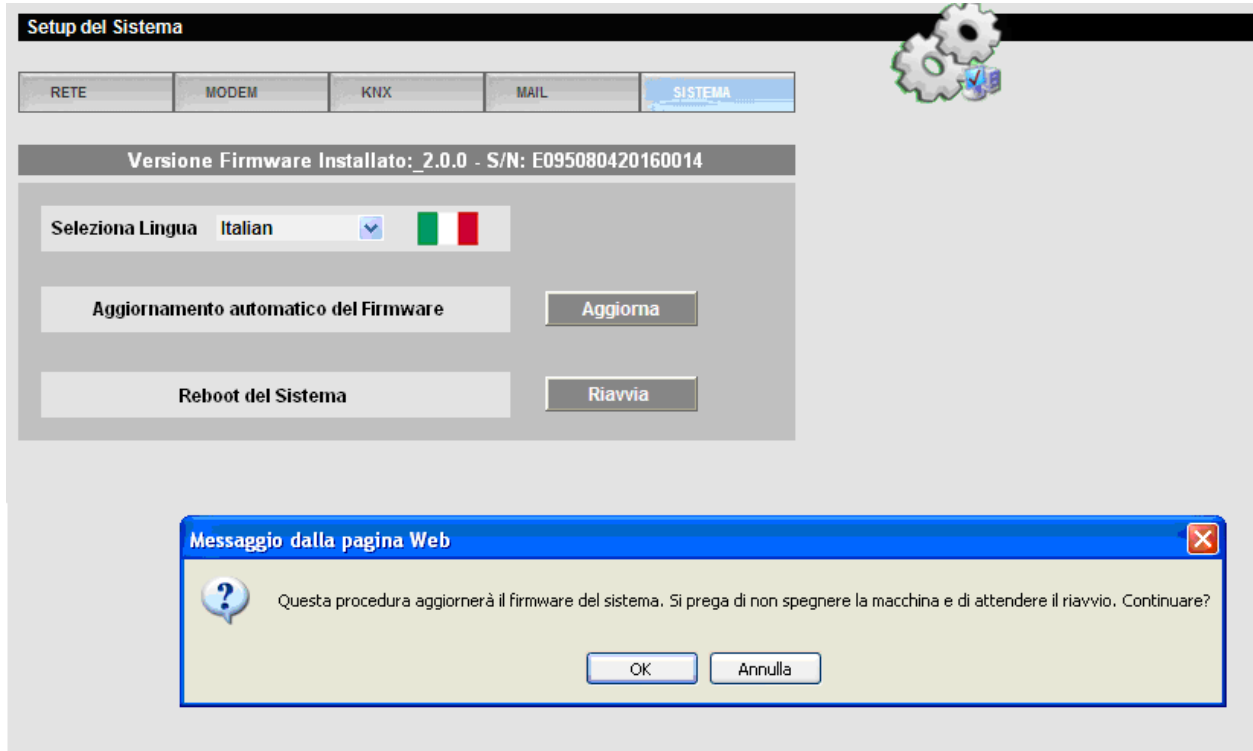 Setup del Sistema
RETE MODEM KNX MAIL SISTEMA
Versione Firmware Installato:_2.0.0 - S/N: E095080420160014
Seleziona Lingua Italian
Aggiornamento automatico del Firmware Aggiorna
Reboot del Sistema Riavvia
Messaggio dalla pagina Web
Questa procedura aggiornerà il firmware del sistema. Si prega di non spegnere la macchina e di attendere il riavvio. Continuare?
OK Annulla